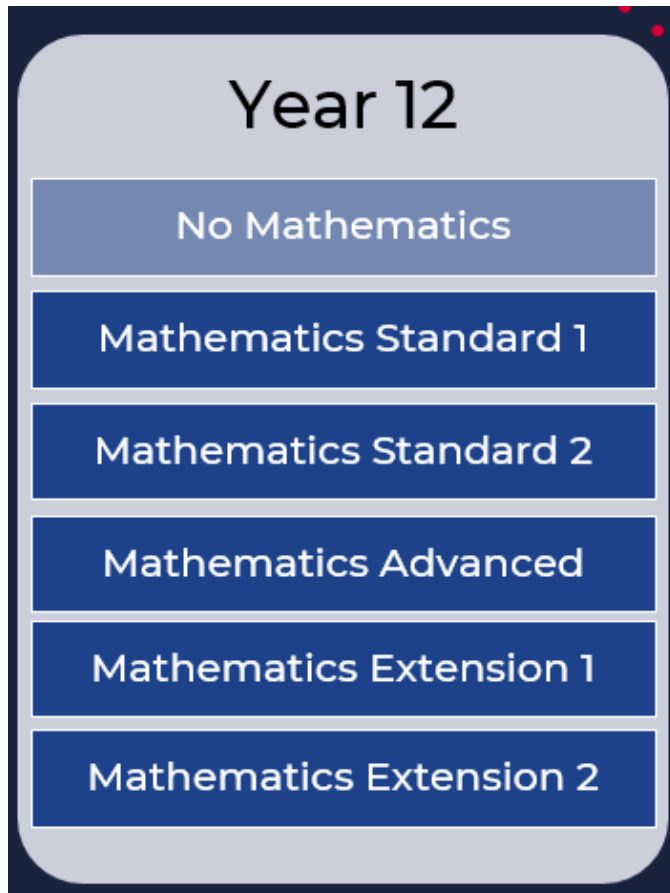 Year 12
No Mathematics
Mathematics Standard 1
Mathematics Standard 2
Mathematics Advanced
Mathematics Extension 1
Mathematics Extension 2